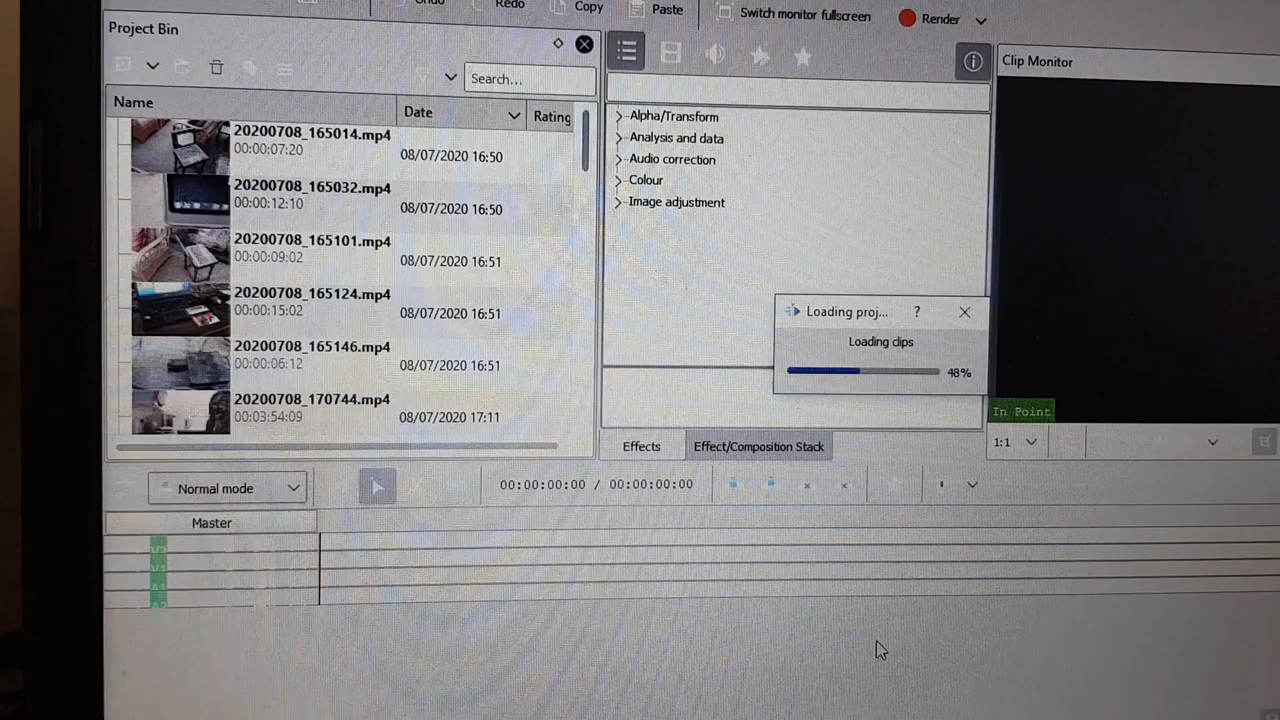 Undo Redo Copy Paste Switch monitor fullscreen Render
Project Bin
Search...
Name Date Rating
20200708_165014.mp4
00:00:07:20
08/07/2020 16:50
20200708_165032.mp4
00:00:12:10
08/07/2020 16:50
20200708_165101.mp4
00:00:09:02
08/07/2020 16:51
20200708_165124.mp4
00:00:15:02
08/07/2020 16:51
20200708_165146.mp4
00:00:06:12
08/07/2020 16:51
20200708_170744.mp4
00:03:54:09
08/07/2020 17:11
Alpha/Transform
Analysis and data
Audio correction
Colour
Image adjustment
Effects Effect/Composition Stack
Loading proj... ?
Loading clips
48%
Clip Monitor
In Point
1:1
Normal mode
00:00:00:00 / 00:00:00:00
Master
V2
V1
A1
A2